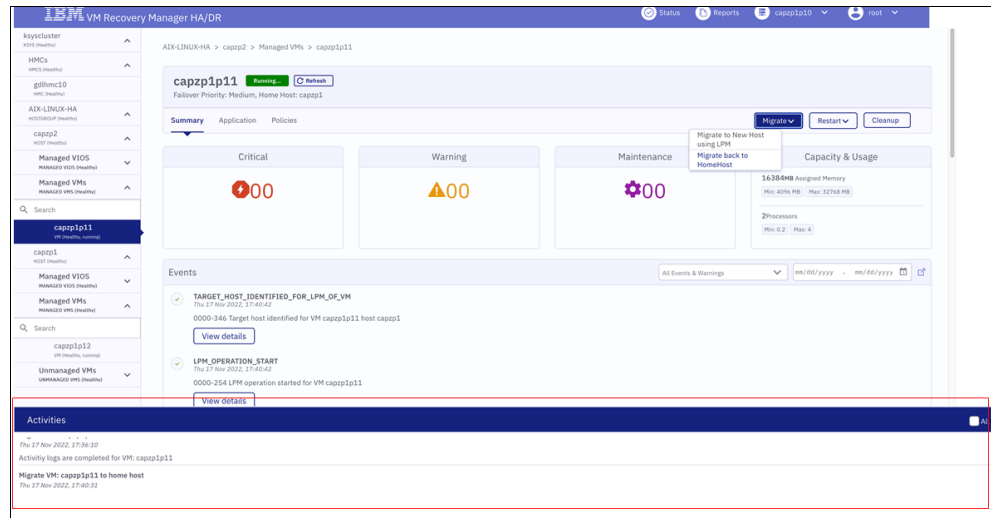 IBM VM Recovery Manager HA/DR
Status
Reports
capzp1p10
root
ksyscluster
KSYS (Healthy)
HMCs
HMCS (Healthy)
gdlhmc10
HMC (Healthy)
AIX-LINUX-HA
HOSTGROUP (Healthy)
capzp2
HOST (Healthy)
Managed VIOS
MANAGED VIOS (Healthy)
Managed VMs
MANAGED VMS (Healthy)
Search
capzp1p11
VM (Healthy, running)
capzp1
HOST (Healthy)
Managed VIOS
MANAGED VIOS (Healthy)
Managed VMs
MANAGED VMS (Healthy)
Search
capzp1p12
VM (Healthy, running)
Unmanaged VMs
UNMANAGED VMS (Healthy)
AIX-LINUX-HA > capzp2 > Managed VMs > capzp1p11
capzp1p11
Running...
Refresh
Failover Priority: Medium, Home Host: capzp1
Summary
Application
Policies
Migrate
Restart
Cleanup
Migrate to New Host
using LPM
Migrate back to
HomeHost
Critical
00
Warning
00
Maintenance
00
Capacity & Usage
16384MB Assigned Memory
Min: 4096 MB Max: 32768 MB
2Processors
Min: 0.2 Max: 4
Events
All Events & Warnings
mm/dd/yyyy - mm/dd/yyyy
TARGET_HOST_IDENTIFIED_FOR_LPM_OF_VM
Thu 17 Nov 2022, 17:40:42
0000-346 Target host identified for VM capzp1p11 host capzp1
View details
LPM_OPERATION_START
Thu 17 Nov 2022, 17:40:42
0000-254 LPM operation started for VM capzp1p11
View details
Activities
Thu 17 Nov 2022, 17:36:10
Activitiy logs are completed for VM: capzp1p11
Migrate VM: capzp1p11 to home host
Thu 17 Nov 2022, 17:40:31